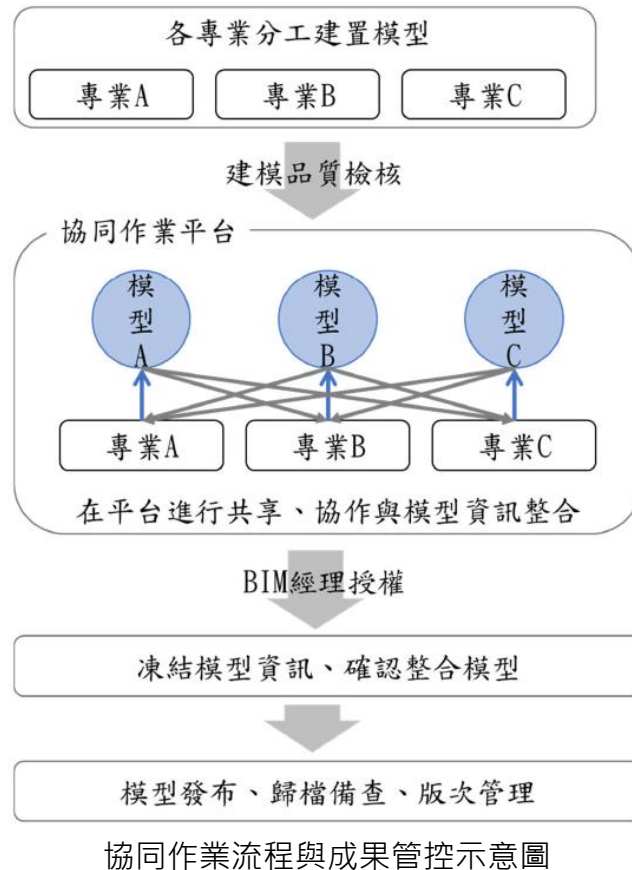 各專業分工建置模型
專業A 專業B 專業C
建模品質檢核
協同作業平台
模型A 模型B 模型C
專業A 專業B 專業C
在平台進行共享、協作與模型資訊整合
BIM經理授權
凍結模型資訊、確認整合模型
模型發布、歸檔備查、版次管理
協同作業流程與成果管控示意圖